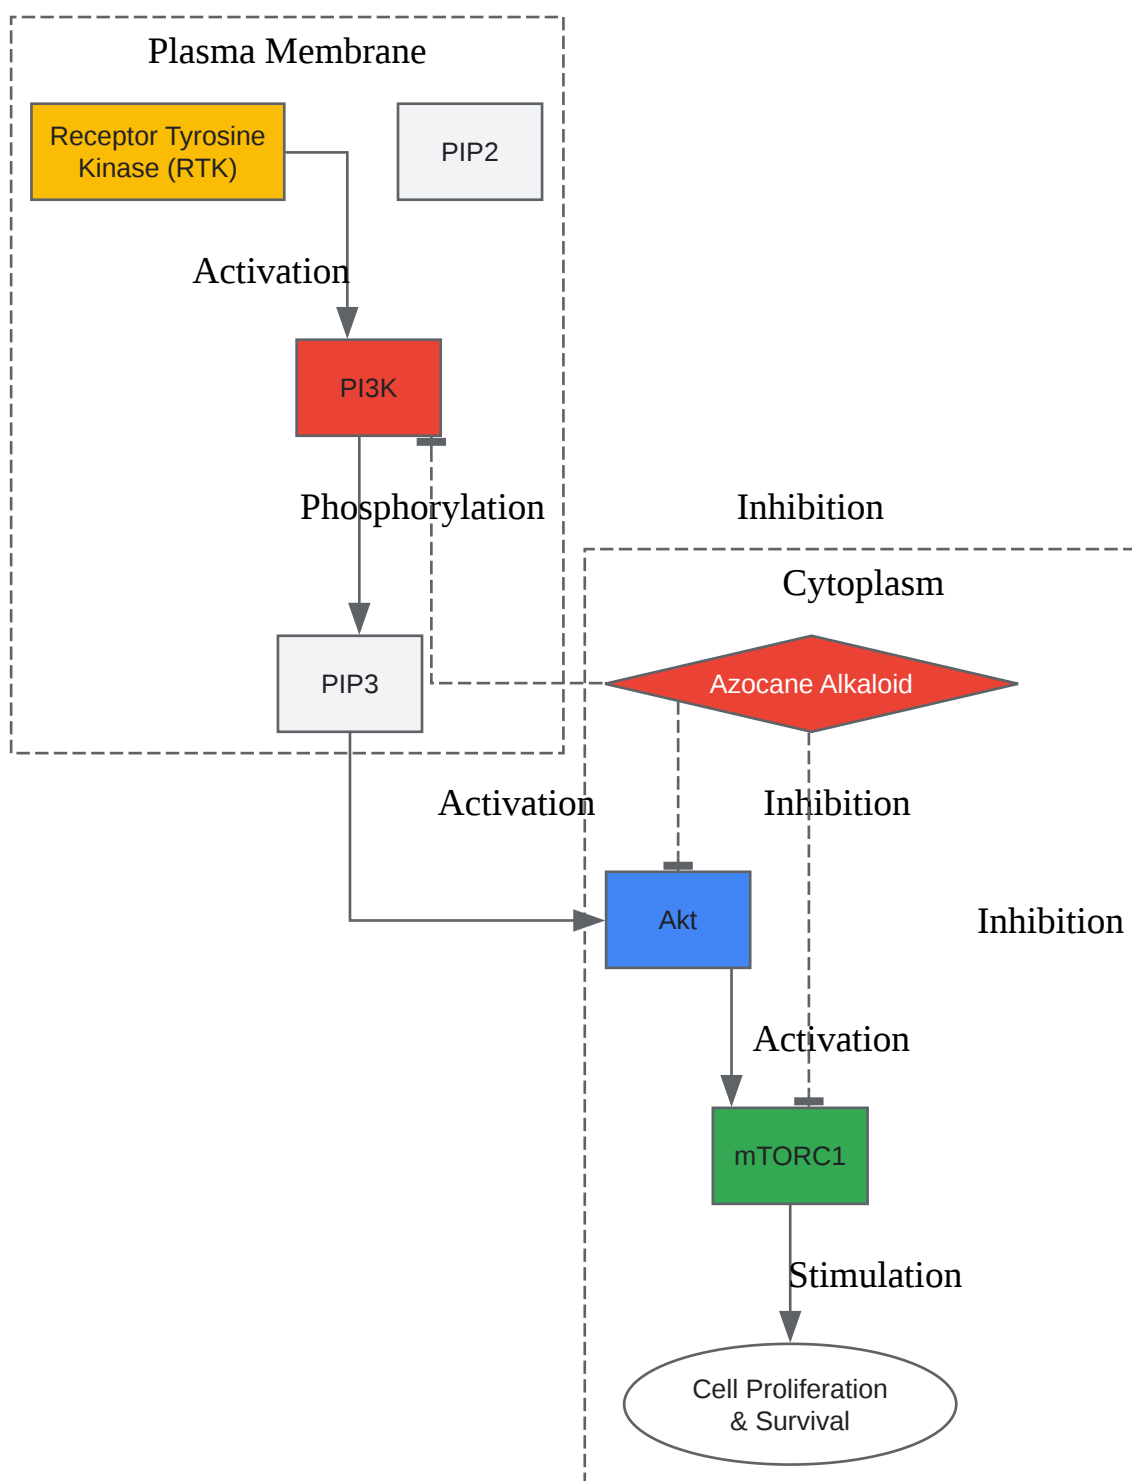 Plasma Membrane
Receptor Tyrosine
Kinase (RTK)
PIP2
Activation
PI3K
Phosphorylation
Inhibition
Cytoplasm
PIP3
Azocane Alkaloid
Activation
Inhibition
Akt
Inhibition
Activation
mTORC1
Stimulation
Cell Proliferation
& Survival